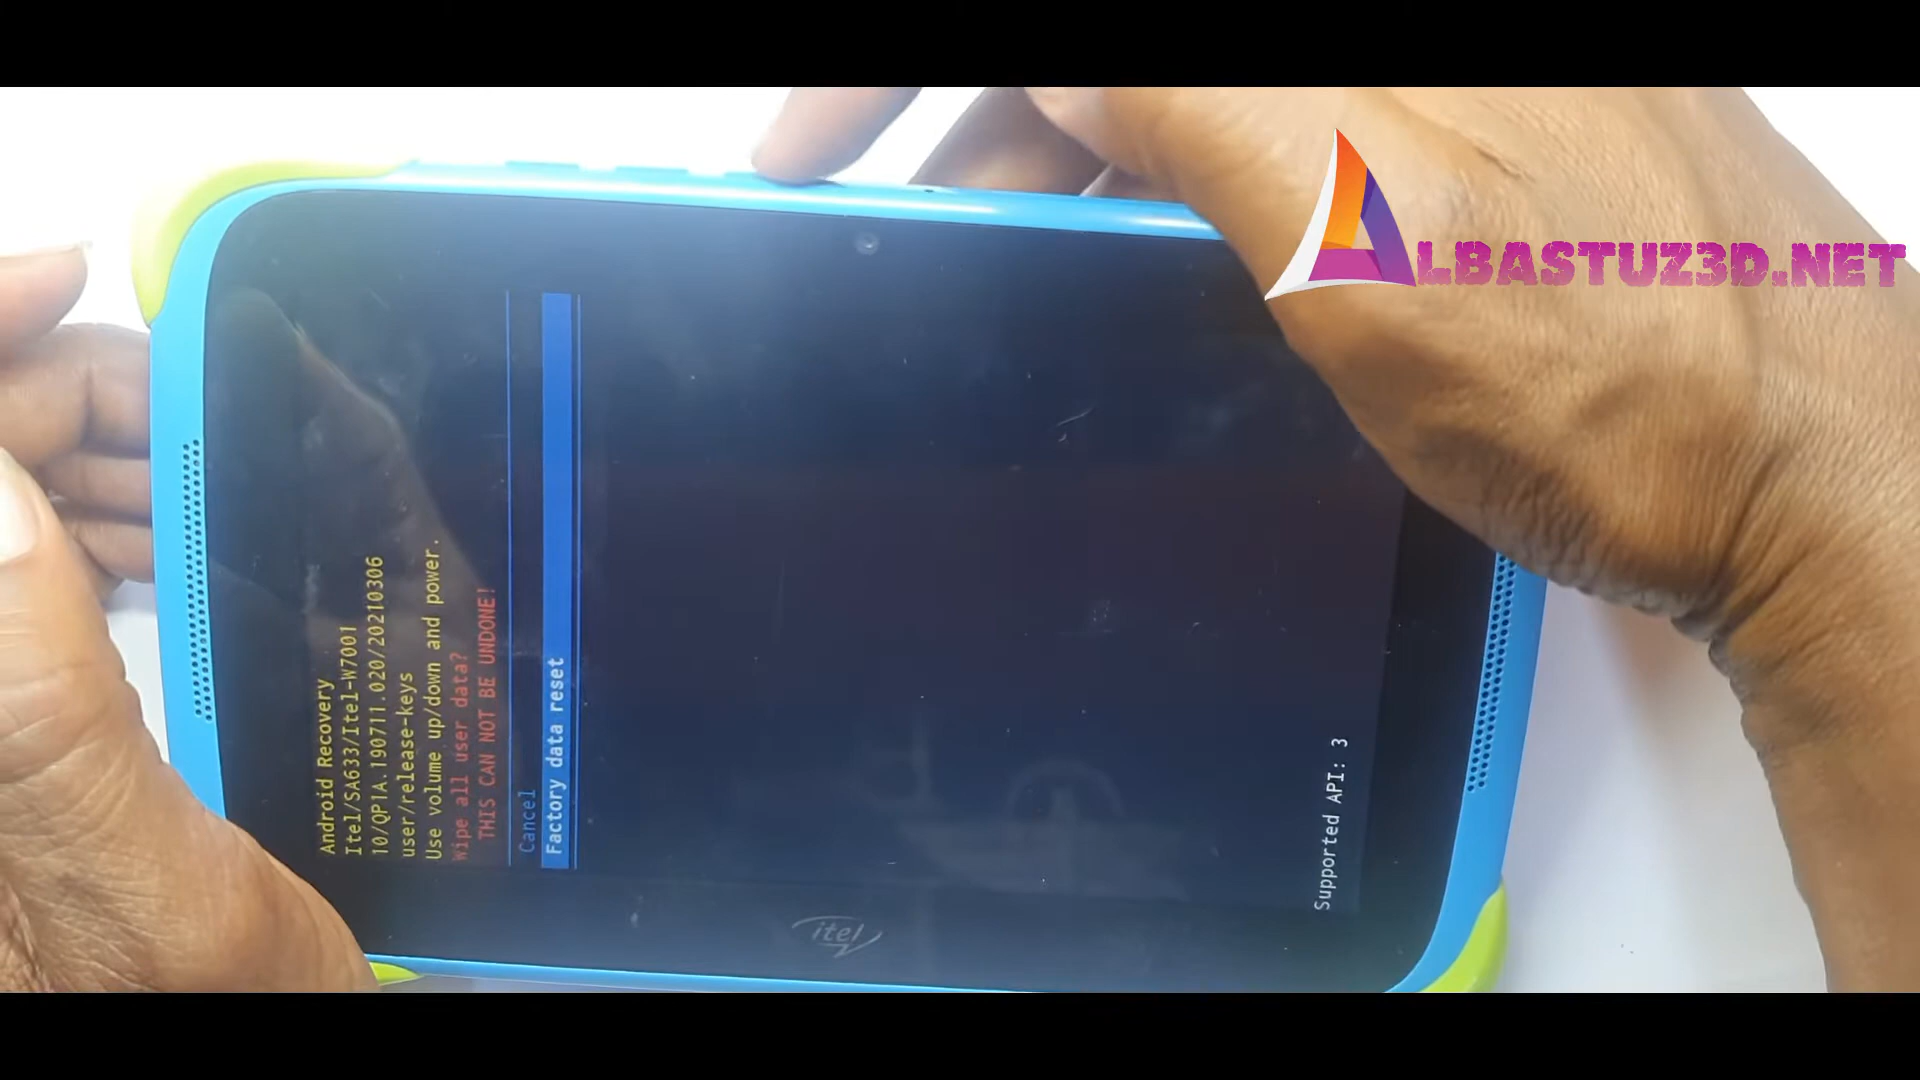 ALBASTUZ3D.NET
Android Recovery
Itel/SA633/Itel-W7001
10/QP1A.190711.020/20210306
user/release-keys
Use volume up/down and power.
Wipe all user data?
THIS CAN NOT BE UNDONE!
Cancel
Factory data reset
Supported API: 3
itel